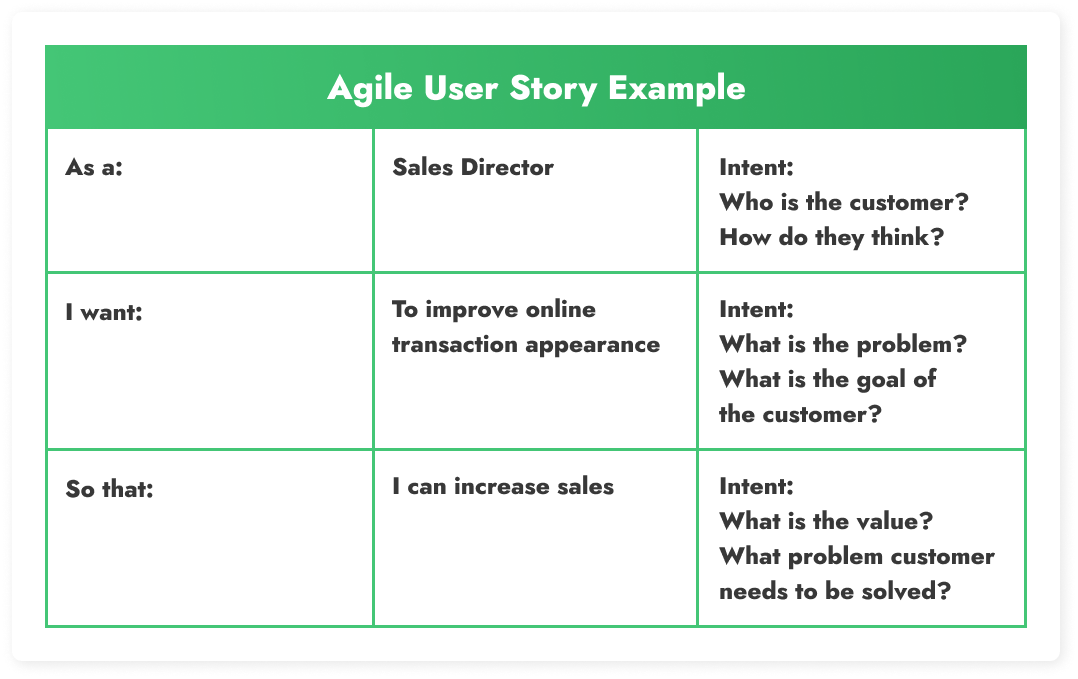 Agile User Story Example
As a:
Sales Director
Intent:
Who is the customer?
How do they think?
I want:
To improve online
transaction appearance
Intent:
What is the problem?
What is the goal of
the customer?
So that:
I can increase sales
Intent:
What is the value?
What problem customer
needs to be solved?